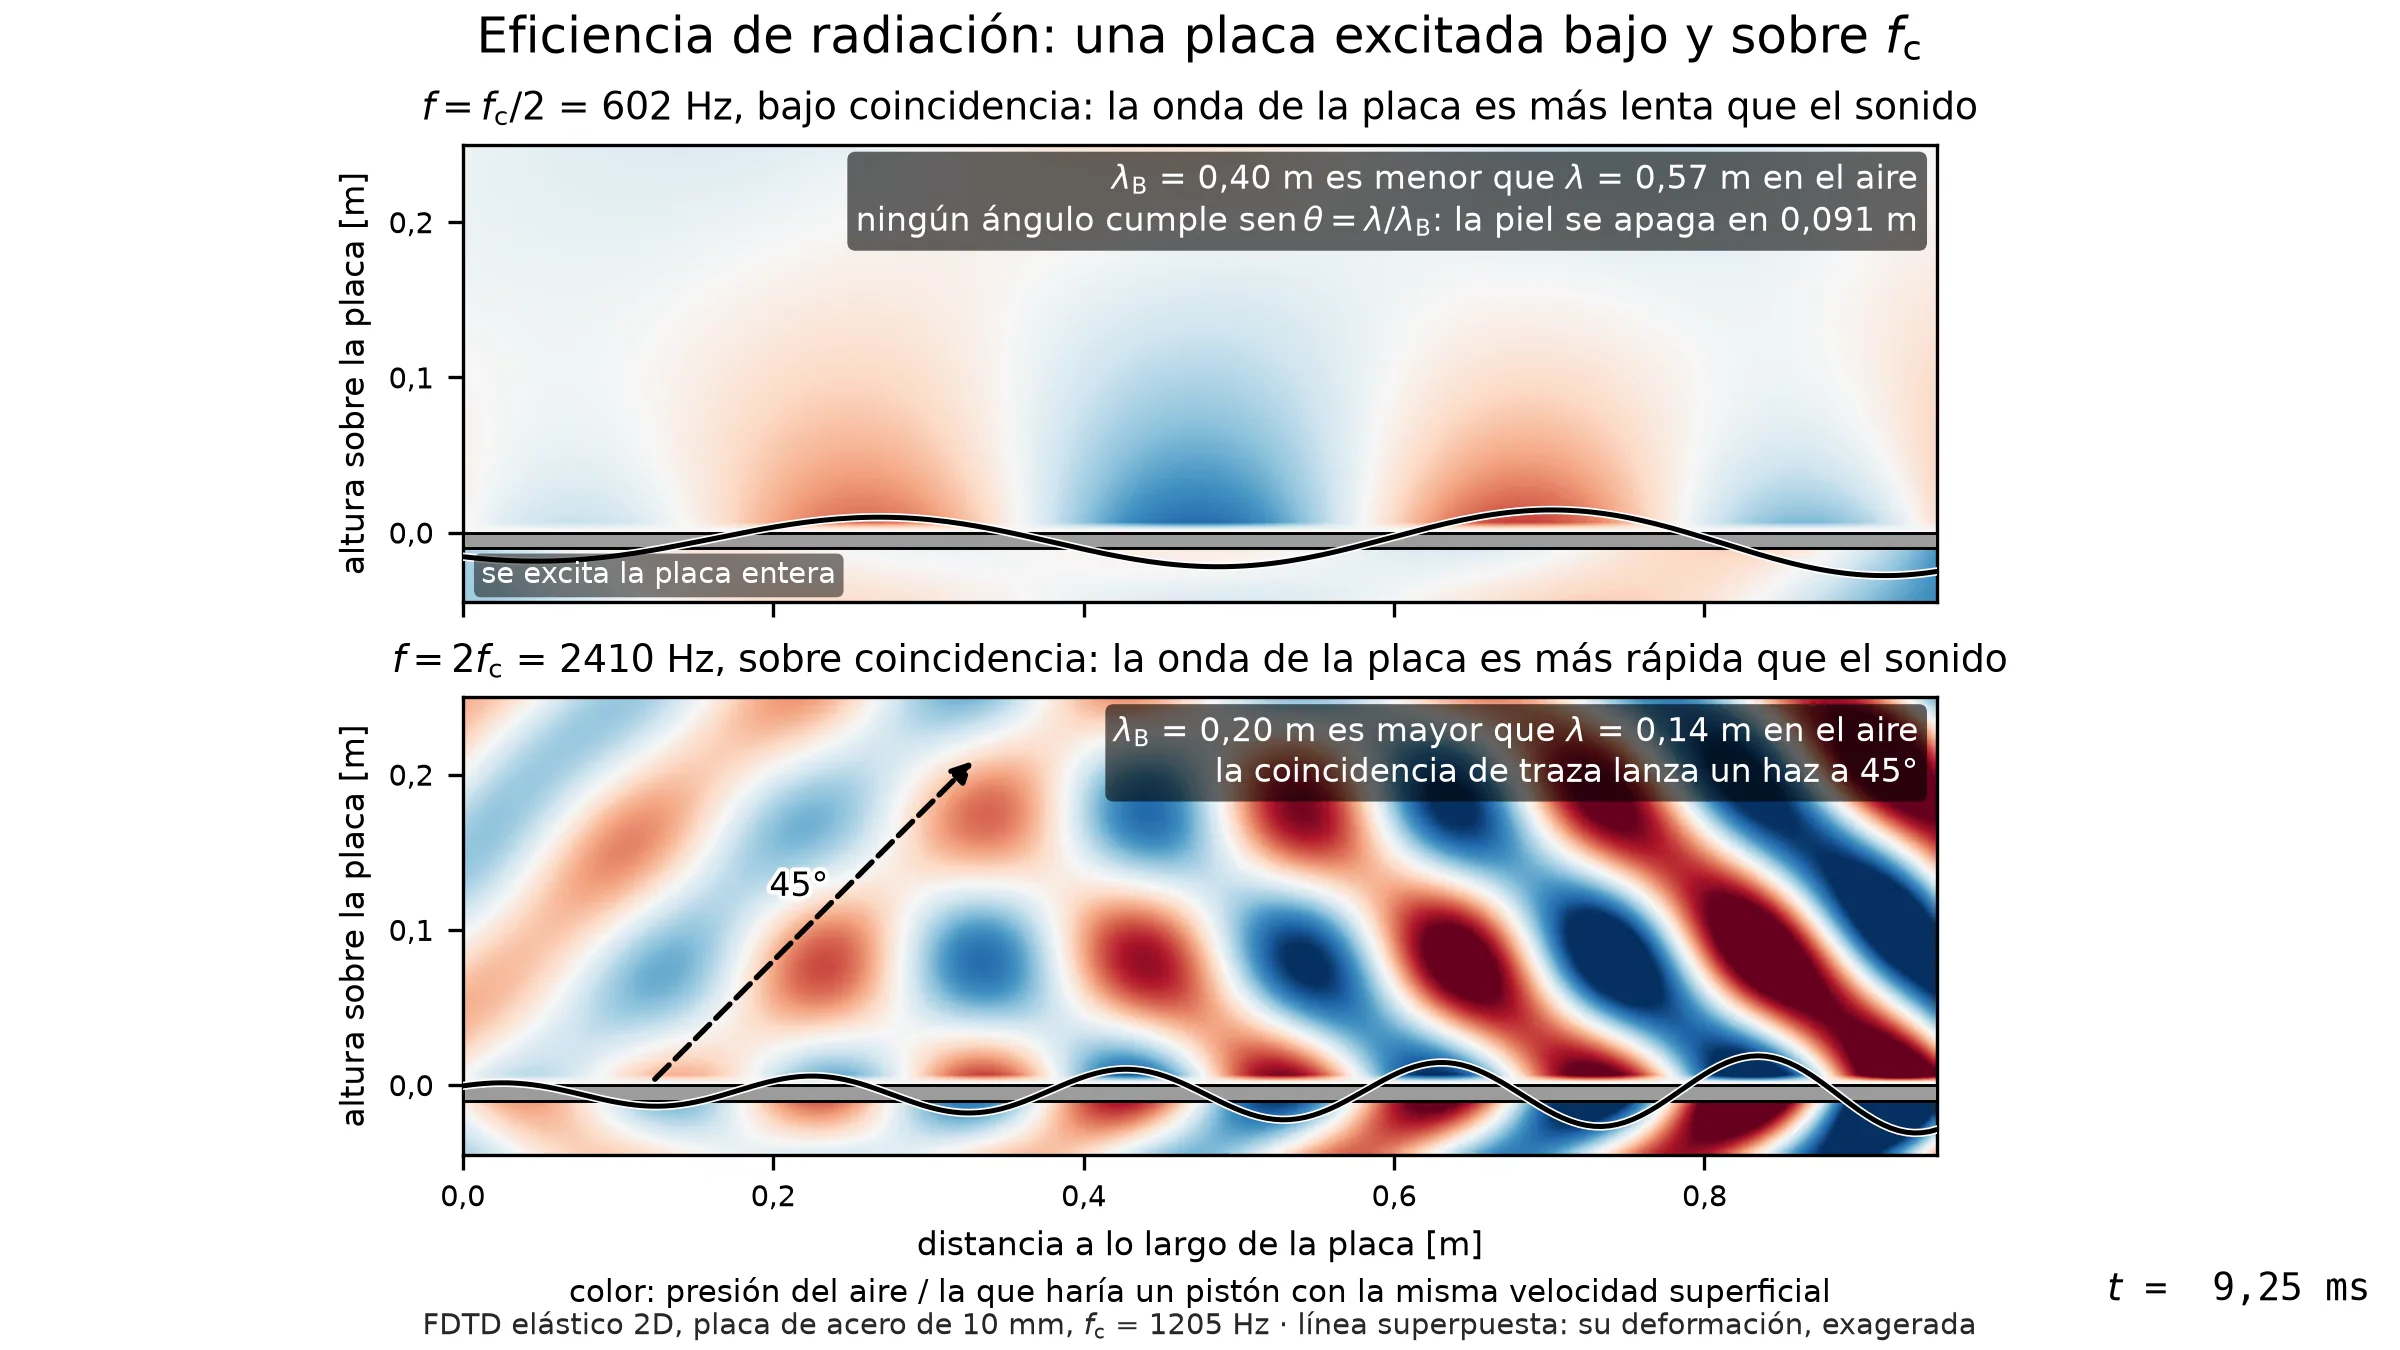 Eficiencia de radiación: una placa excitada bajo y sobre fc
f = fc/2 = 602 Hz, bajo coincidencia: la onda de la placa es más lenta que el sonido
altura sobre la placa [m]
0,2
0,1
0,0
λB = 0,40 m es menor que λ = 0,57 m en el aire
ningún ángulo cumple sen θ = λ/λB: la piel se apaga en 0,091 m
se excita la placa entera
f = 2fc = 2410 Hz, sobre coincidencia: la onda de la placa es más rápida que el sonido
altura sobre la placa [m]
0,2
0,1
0,0
λB = 0,20 m es mayor que λ = 0,14 m en el aire
la coincidencia de traza lanza un haz a 45°
45°
0,0 0,2 0,4 0,6 0,8
distancia a lo largo de la placa [m]
color: presión del aire / la que haría un pistón con la misma velocidad superficial
t = 9,25 ms
FDTD elástico 2D, placa de acero de 10 mm, fc = 1205 Hz · línea superpuesta: su deformación, exagerada